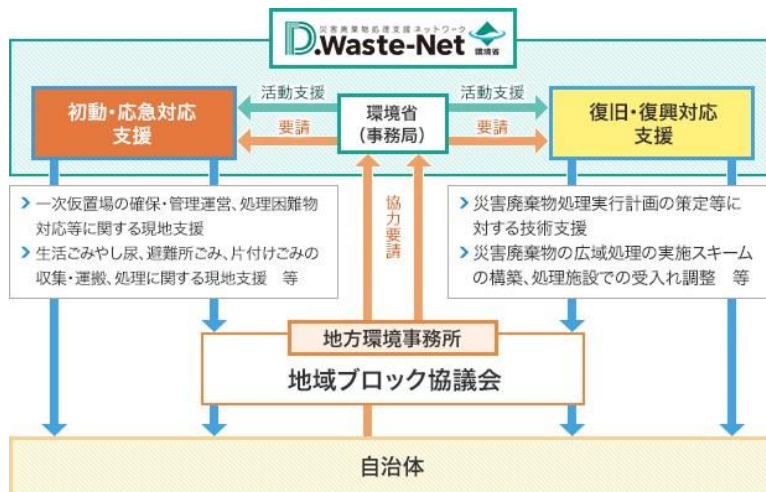 災害廃棄物処理支援ネットワーク
D.Waste-Net
環境省
活動支援
活動支援
初動・応急対応
支援
環境省
(事務局)
復旧・復興対応
支援
要請
要請
一次仮置場の確保・管理運営、処理困難物
対応等に関する現地支援
生活ごみやし尿、避難所ごみ、片付けごみの
収集・運搬、処理に関する現地支援 等
協力要請
災害廃棄物処理実行計画の策定等に
対する技術支援
災害廃棄物の広域処理の実施スキーム
の構築、処理施設での受入れ調整 等
地方環境事務所
地域ブロック協議会
自治体